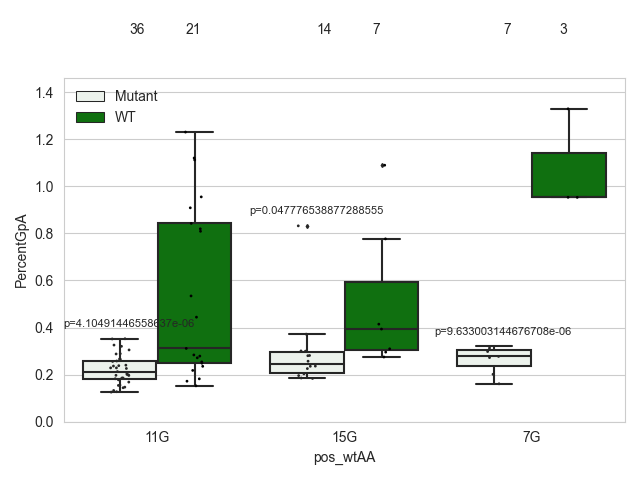 36 21 14 7 7 3
1.4
Mutant
WT
1.2
1.0
p=0.047776538877288555
0.8
PercentGpA
0.6
p=4.10491446558637e-06
p=9.633003144676708e-06
0.4
0.2
0.0
11G 15G 7G
pos_wtAA